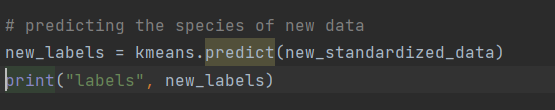 # predicting the species of new data
new_labels = kmeans.predict(new_standardized_data)
print("labels", new_labels)